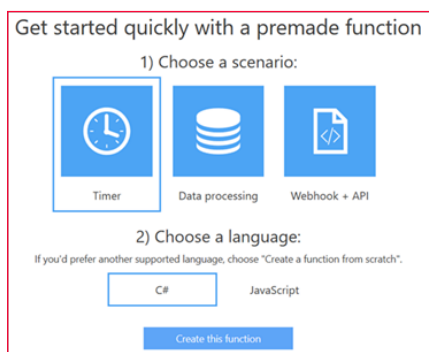 Get started quickly with a premade function
1) Choose a scenario:
</>
Timer Data processing Webhook + API
2) Choose a language:
If you'd prefer another supported language, choose "Create a function from scratch".
C# JavaScript
Create this function